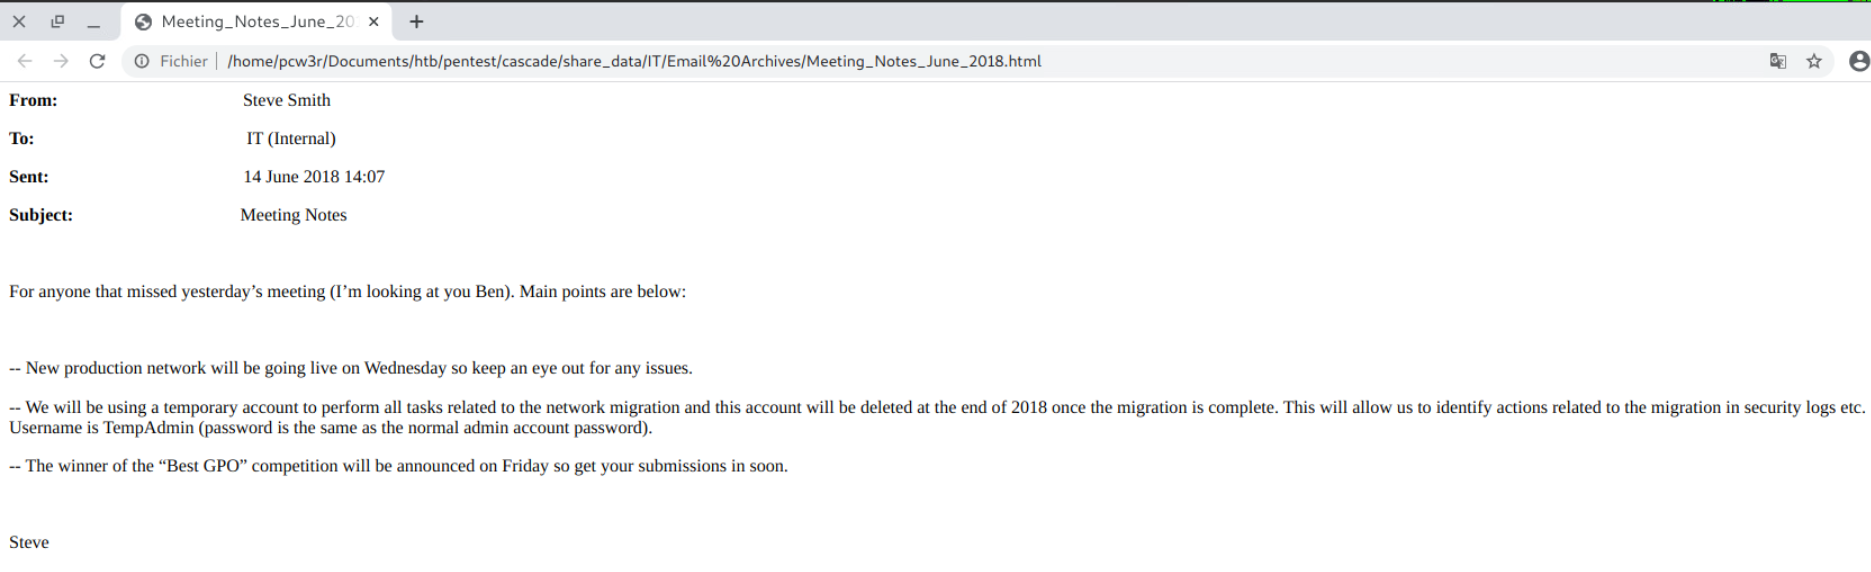 Meeting_Notes_June_20
Fichier
/home/pcw3r/Documents/htb/pentest/cascade/share_data/IT/Email%20Archives/Meeting_Notes_June_2018.html
From: Steve Smith
To: IT (Internal)
Sent: 14 June 2018 14:07
Subject: Meeting Notes
For anyone that missed yesterday’s meeting (I’m looking at you Ben). Main points are below:
-- New production network will be going live on Wednesday so keep an eye out for any issues.
-- We will be using a temporary account to perform all tasks related to the network migration and this account will be deleted at the end of 2018 once the migration is complete. This will allow us to identify actions related to the migration in security logs etc.
Username is TempAdmin (password is the same as the normal admin account password).
-- The winner of the “Best GPO” competition will be announced on Friday so get your submissions in soon.
Steve